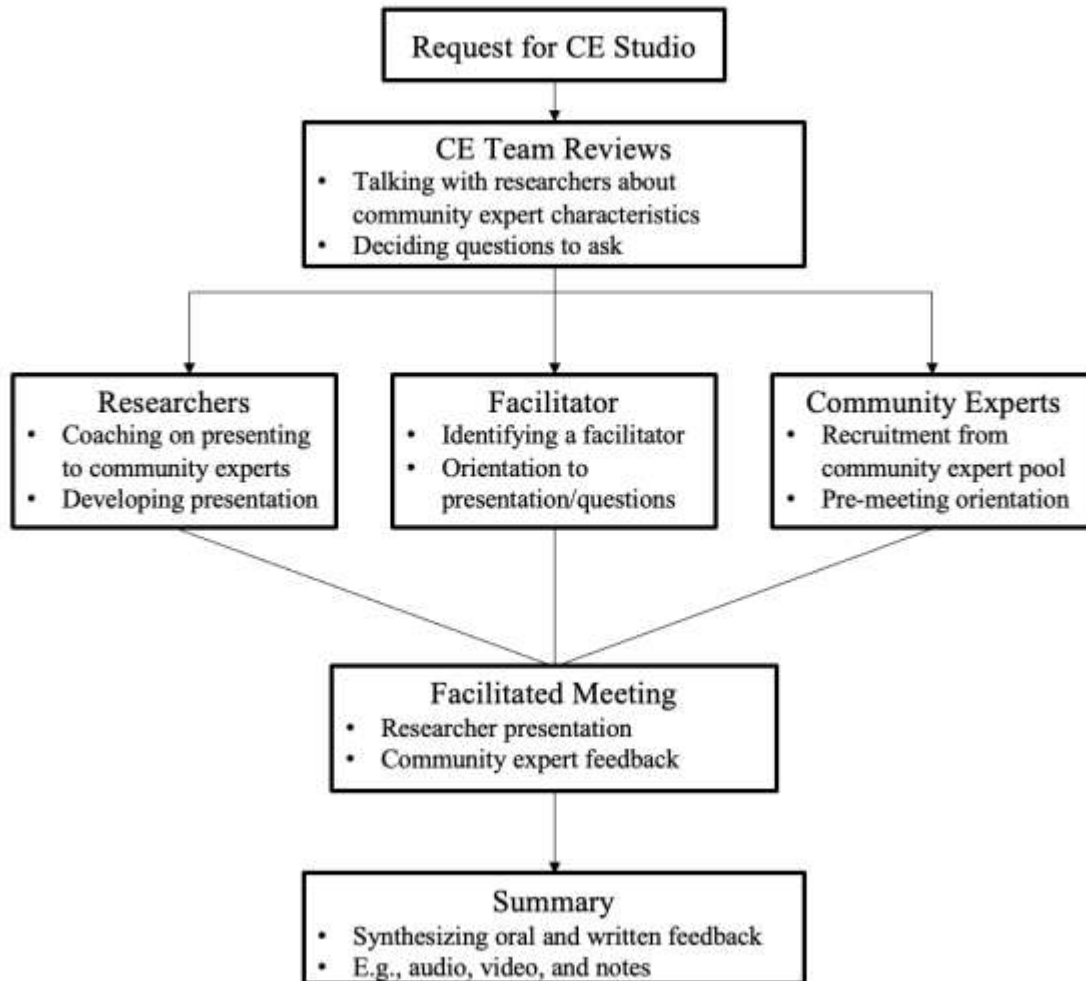 Request for CE Studio
CE Team Reviews
• Talking with researchers about
community expert characteristics
• Deciding questions to ask
Researchers
• Coaching on presenting
to community experts
• Developing presentation
Facilitator
• Identifying a facilitator
• Orientation to
presentation/questions
Community Experts
• Recruitment from
community expert pool
• Pre-meeting orientation
Facilitated Meeting
• Researcher presentation
• Community expert feedback
Summary
• Synthesizing oral and written feedback
• E.g., audio, video, and notes